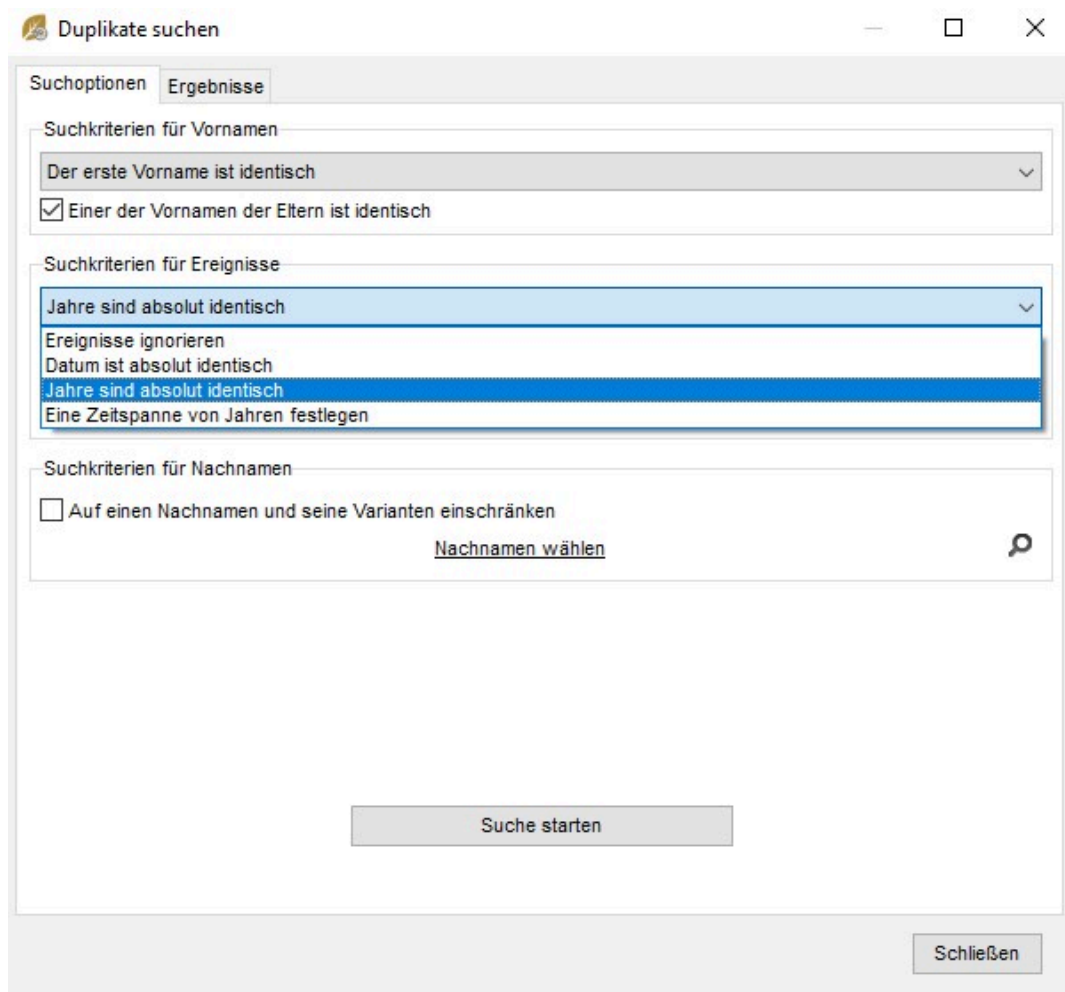 Duplikate suchen
Suchoptionen
Ergebnisse
Suchkriterien für Vornamen
Der erste Vorname ist identisch
Einer der Vornamen der Eltern ist identisch
Suchkriterien für Ereignisse
Jahre sind absolut identisch
Ereignisse ignorieren
Datum ist absolut identisch
Jahre sind absolut identisch
Eine Zeitspanne von Jahren festlegen
Suchkriterien für Nachnamen
Auf einen Nachnamen und seine Varianten einschränken
Nachnamen wählen
Suche starten
Schließen